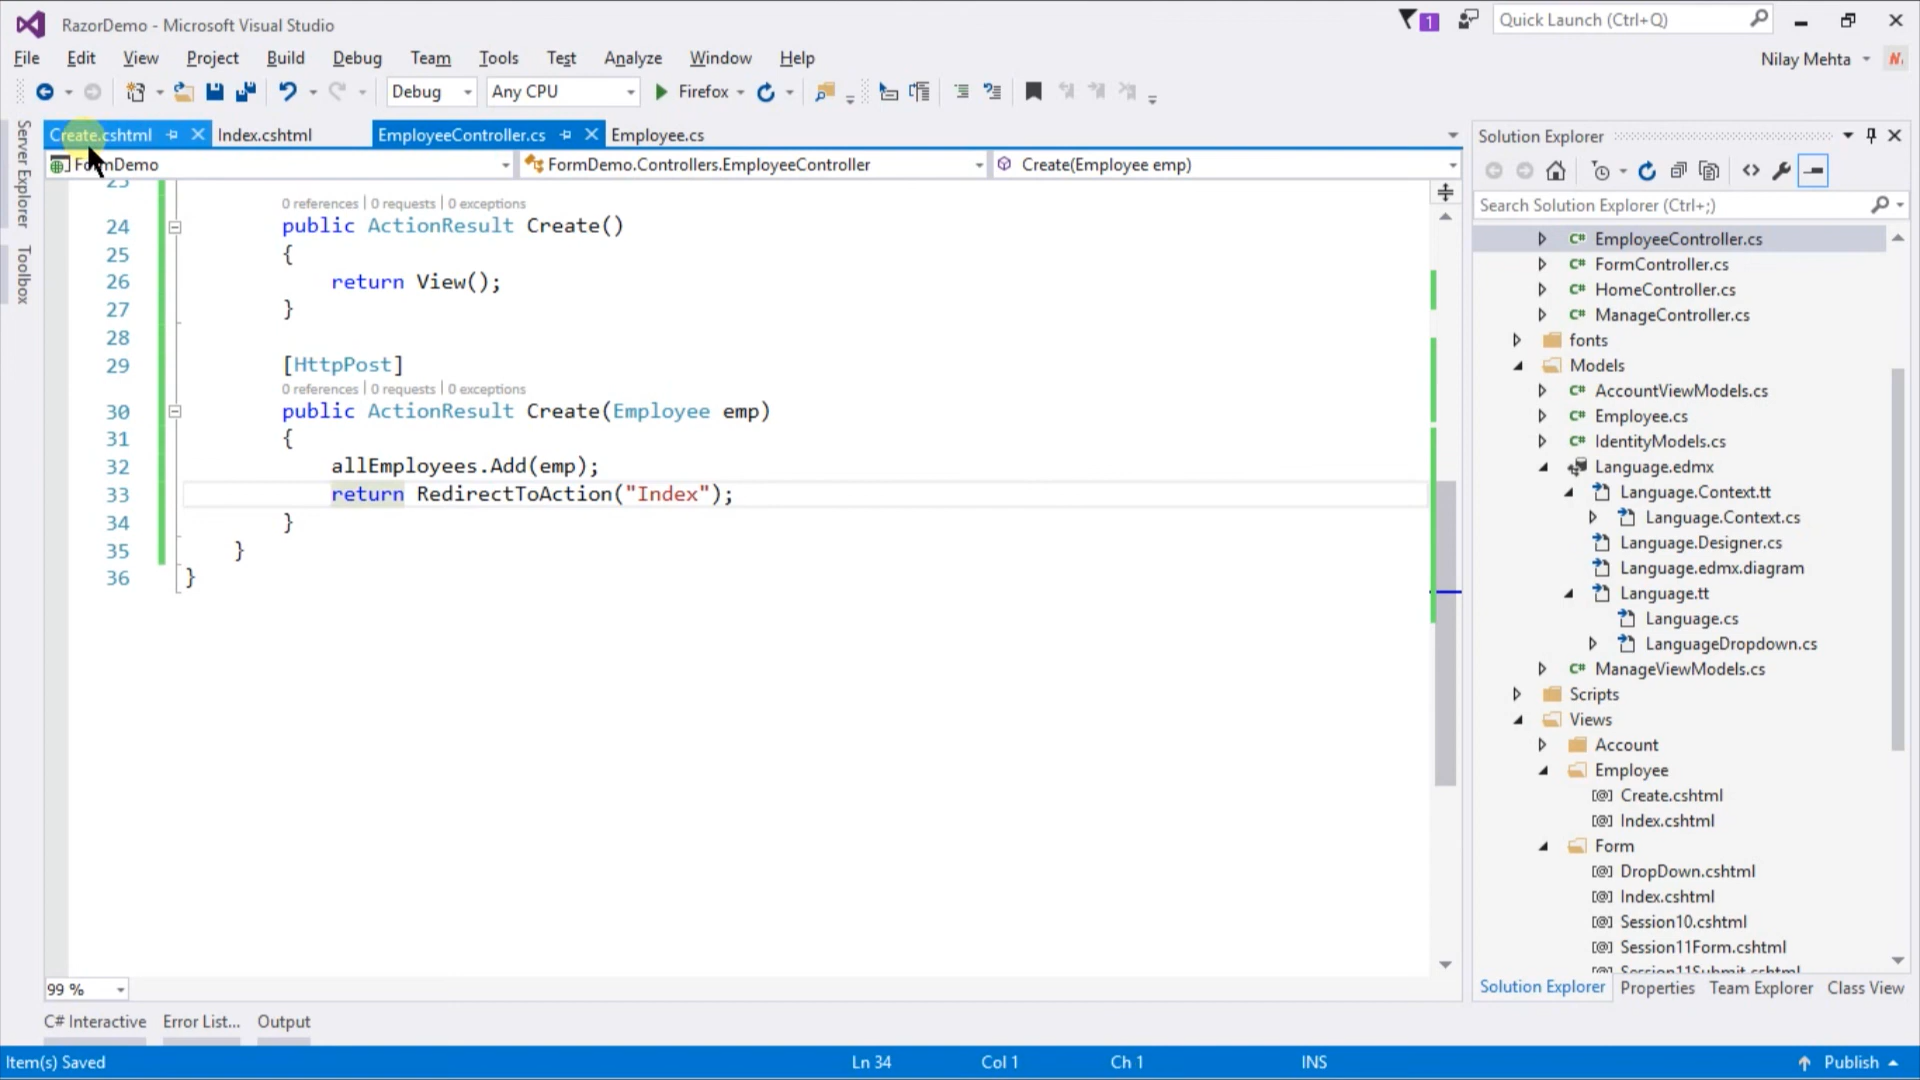 RazorDemo - Microsoft Visual Studio
1
Quick Launch (Ctrl+Q)
File Edit View Project Build Debug Team Tools Test Analyze Window Help
Nilay Mehta
N
Debug Any CPU Firefox
Create.cshtml Index.cshtml EmployeeController.cs Employee.cs
FormDemo FormDemo.Controllers.EmployeeController Create(Employee emp)
Server Explorer
Toolbox
23
0 references | 0 requests | 0 exceptions
24 public ActionResult Create()
25 {
26 return View();
27 }
28
29 [HttpPost]
0 references | 0 requests | 0 exceptions
30 public ActionResult Create(Employee emp)
31 {
32 allEmployees.Add(emp);
33 return RedirectToAction("Index");
34 }
35 }
36 }
99 %
Solution Explorer
Search Solution Explorer (Ctrl+;)
C# EmployeeController.cs
C# FormController.cs
C# HomeController.cs
C# ManageController.cs
fonts
Models
C# AccountViewModels.cs
C# Employee.cs
C# IdentityModels.cs
Language.edmx
Language.Context.tt
Language.Context.cs
Language.Designer.cs
Language.edmx.diagram
Language.tt
Language.cs
LanguageDropdown.cs
C# ManageViewModels.cs
Scripts
Views
Account
Employee
[@] Create.cshtml
[@] Index.cshtml
Form
[@] DropDown.cshtml
[@] Index.cshtml
[@] Session10.cshtml
[@] Session11Form.cshtml
[@] Session11Submit.cshtml
Solution Explorer Properties Team Explorer Class View
C# Interactive Error List... Output
Item(s) Saved Ln 34 Col 1 Ch 1 INS Publish